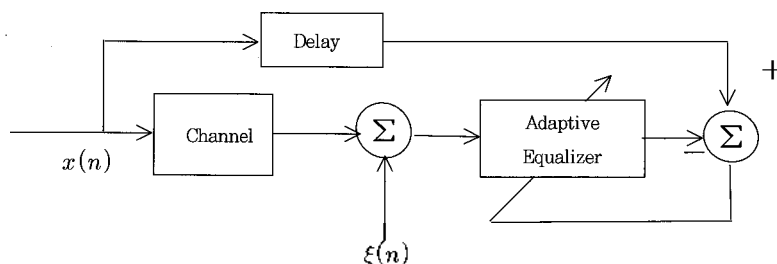 Delay
+
Channel
Σ
Adaptive
Equalizer
−
Σ
x(n)
ξ(n)